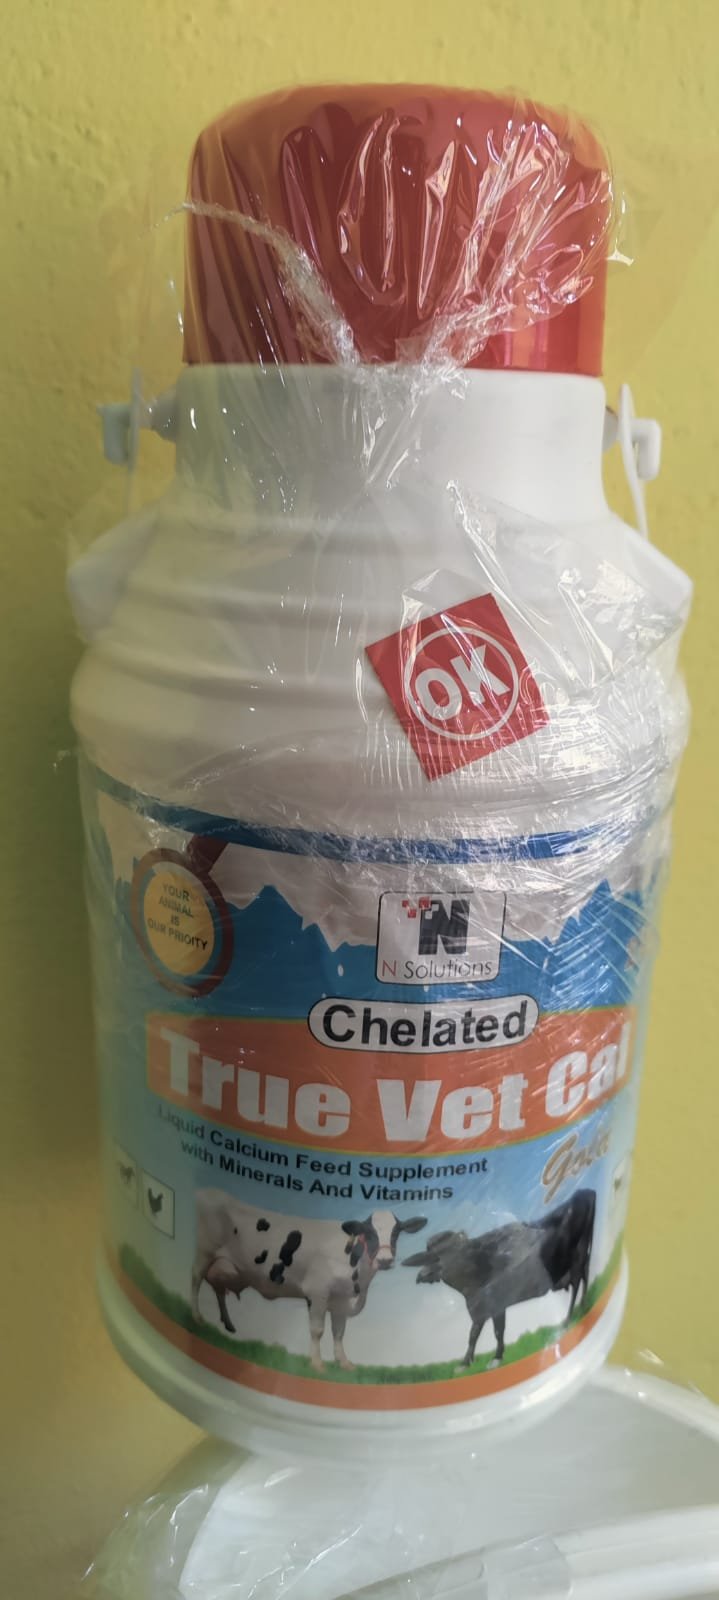 OK
YOUR
ANIMAL
IS
OUR PRIOITY
N
N Solutions
Chelated
True Vet Cal
Gold
Liquid Calcium Feed Supplement
with Minerals And Vitamins